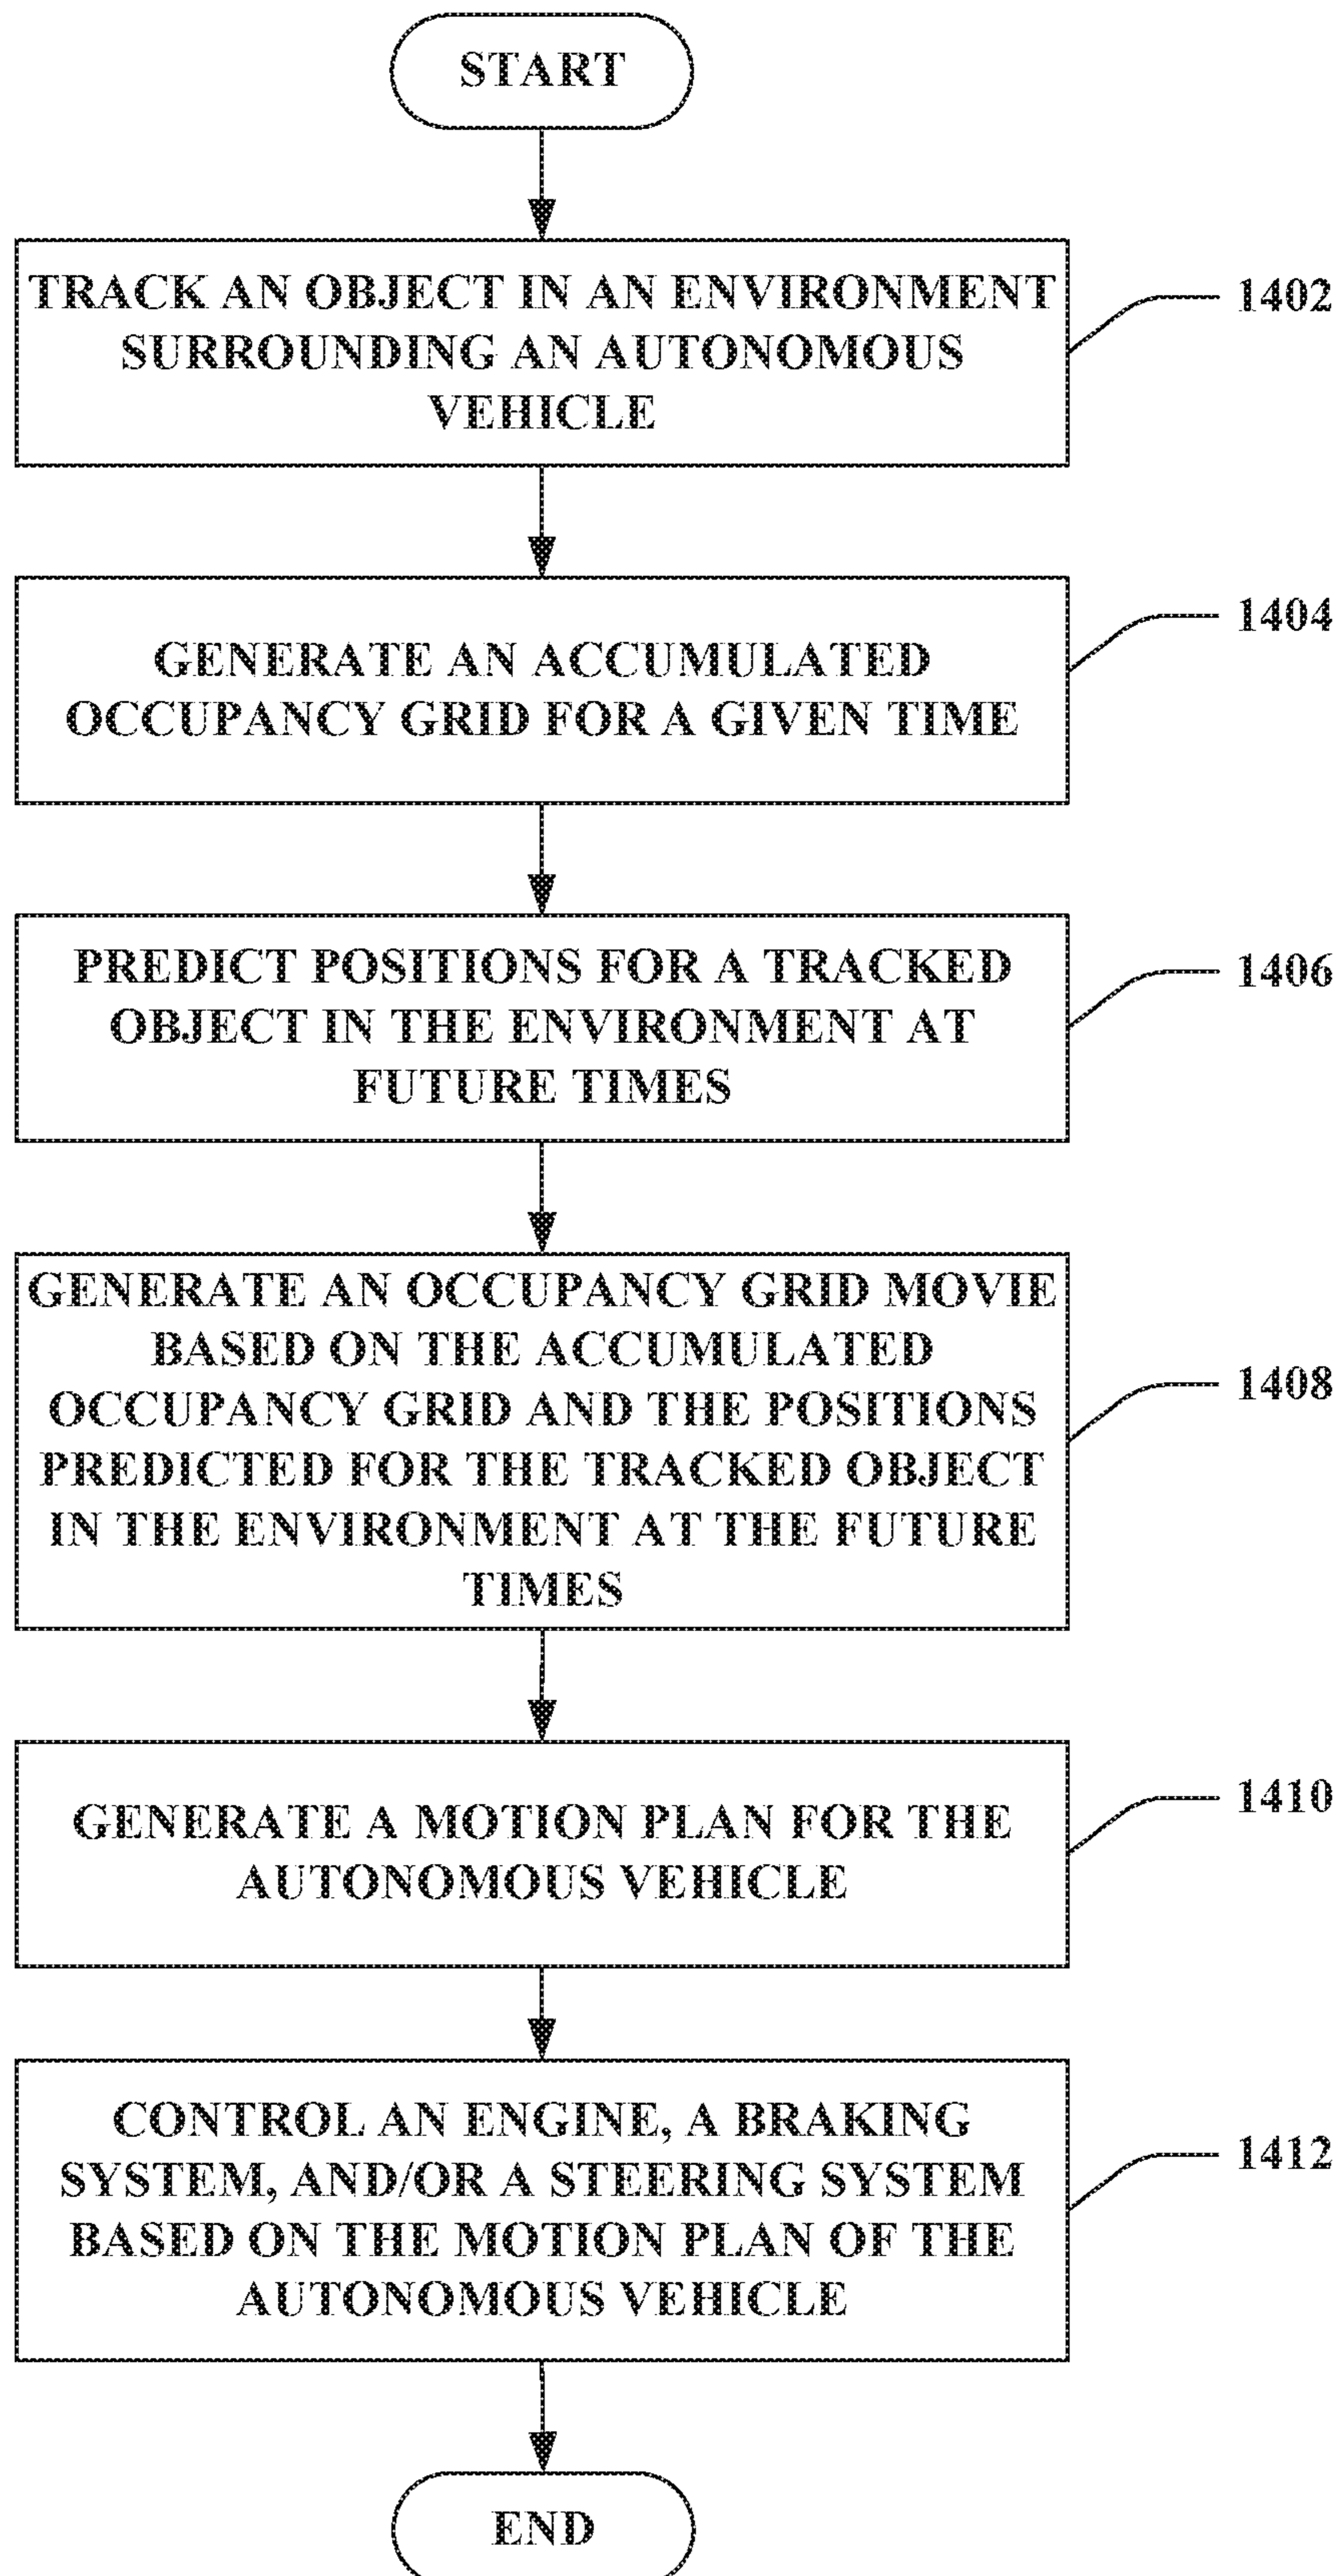 START
TRACK AN OBJECT IN AN ENVIRONMENT
SURROUNDING AN AUTONOMOUS
VEHICLE
1402
GENERATE AN ACCUMULATED
OCCUPANCY GRID FOR A GIVEN TIME
1404
PREDICT POSITIONS FOR A TRACKED
OBJECT IN THE ENVIRONMENT AT
FUTURE TIMES
1406
GENERATE AN OCCUPANCY GRID MOVIE
BASED ON THE ACCUMULATED
OCCUPANCY GRID AND THE POSITIONS
PREDICTED FOR THE TRACKED OBJECT
IN THE ENVIRONMENT AT THE FUTURE
TIMES
1408
GENERATE A MOTION PLAN FOR THE
AUTONOMOUS VEHICLE
1410
CONTROL AN ENGINE, A BRAKING
SYSTEM, AND/OR A STEERING SYSTEM
BASED ON THE MOTION PLAN OF THE
AUTONOMOUS VEHICLE
1412
END